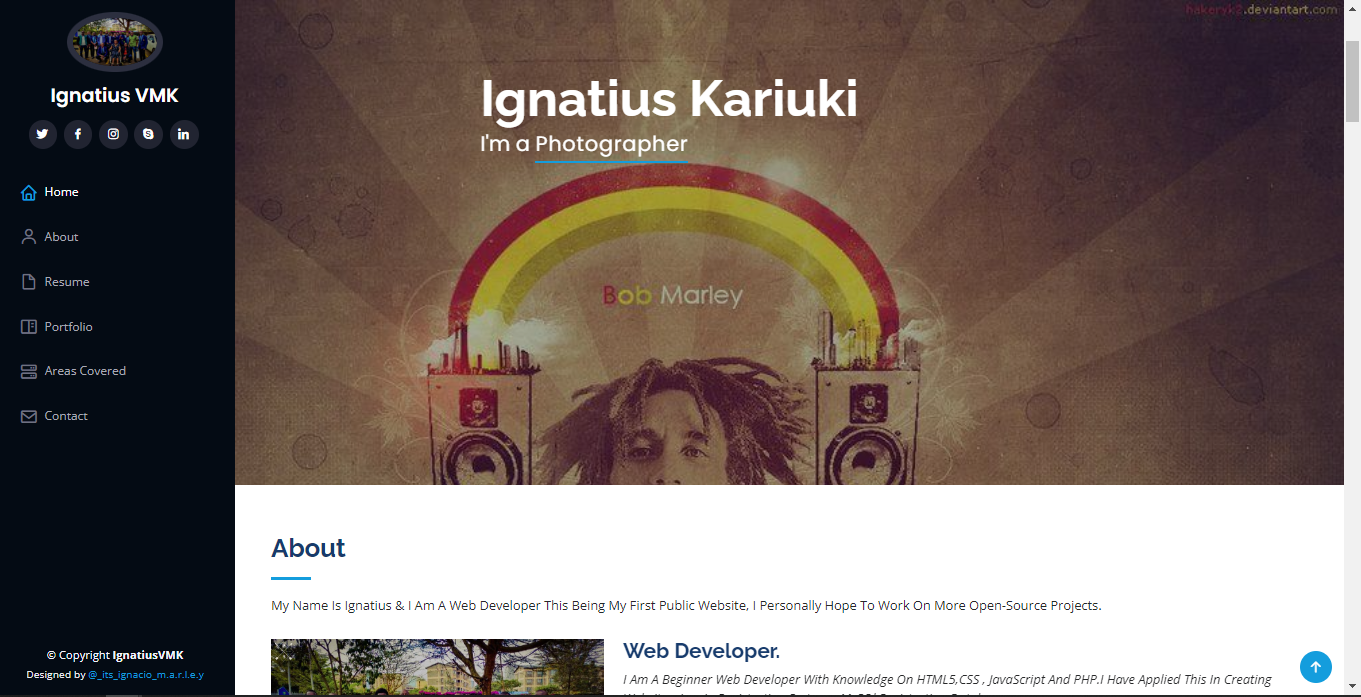 hakeryk2.deviantart.com
Ignatius VMK
Home
About
Resume
Portfolio
Areas Covered
Contact
© Copyright IgnatiusVMK
Designed by @_its_ignacio_m.a.r.l.e.y
Ignatius Kariuki
I'm a Photographer
Bob Marley
About
My Name Is Ignatius & I Am A Web Developer This Being My First Public Website, I Personally Hope To Work On More Open-Source Projects.
Web Developer.
I Am A Beginner Web Developer With Knowledge On HTML5,CSS , JavaScript And PHP.I Have Applied This In Creating